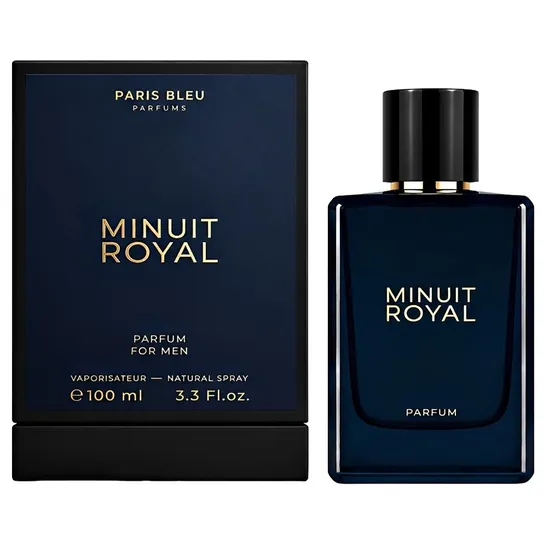 PARIS BLEU
PARFUMS
MINUIT
ROYAL
PARFUM
FOR MEN
VAPORISATEUR — NATURAL SPRAY
℮100 ml 3.3 Fl.oz.
MINUIT
ROYAL
PARFUM